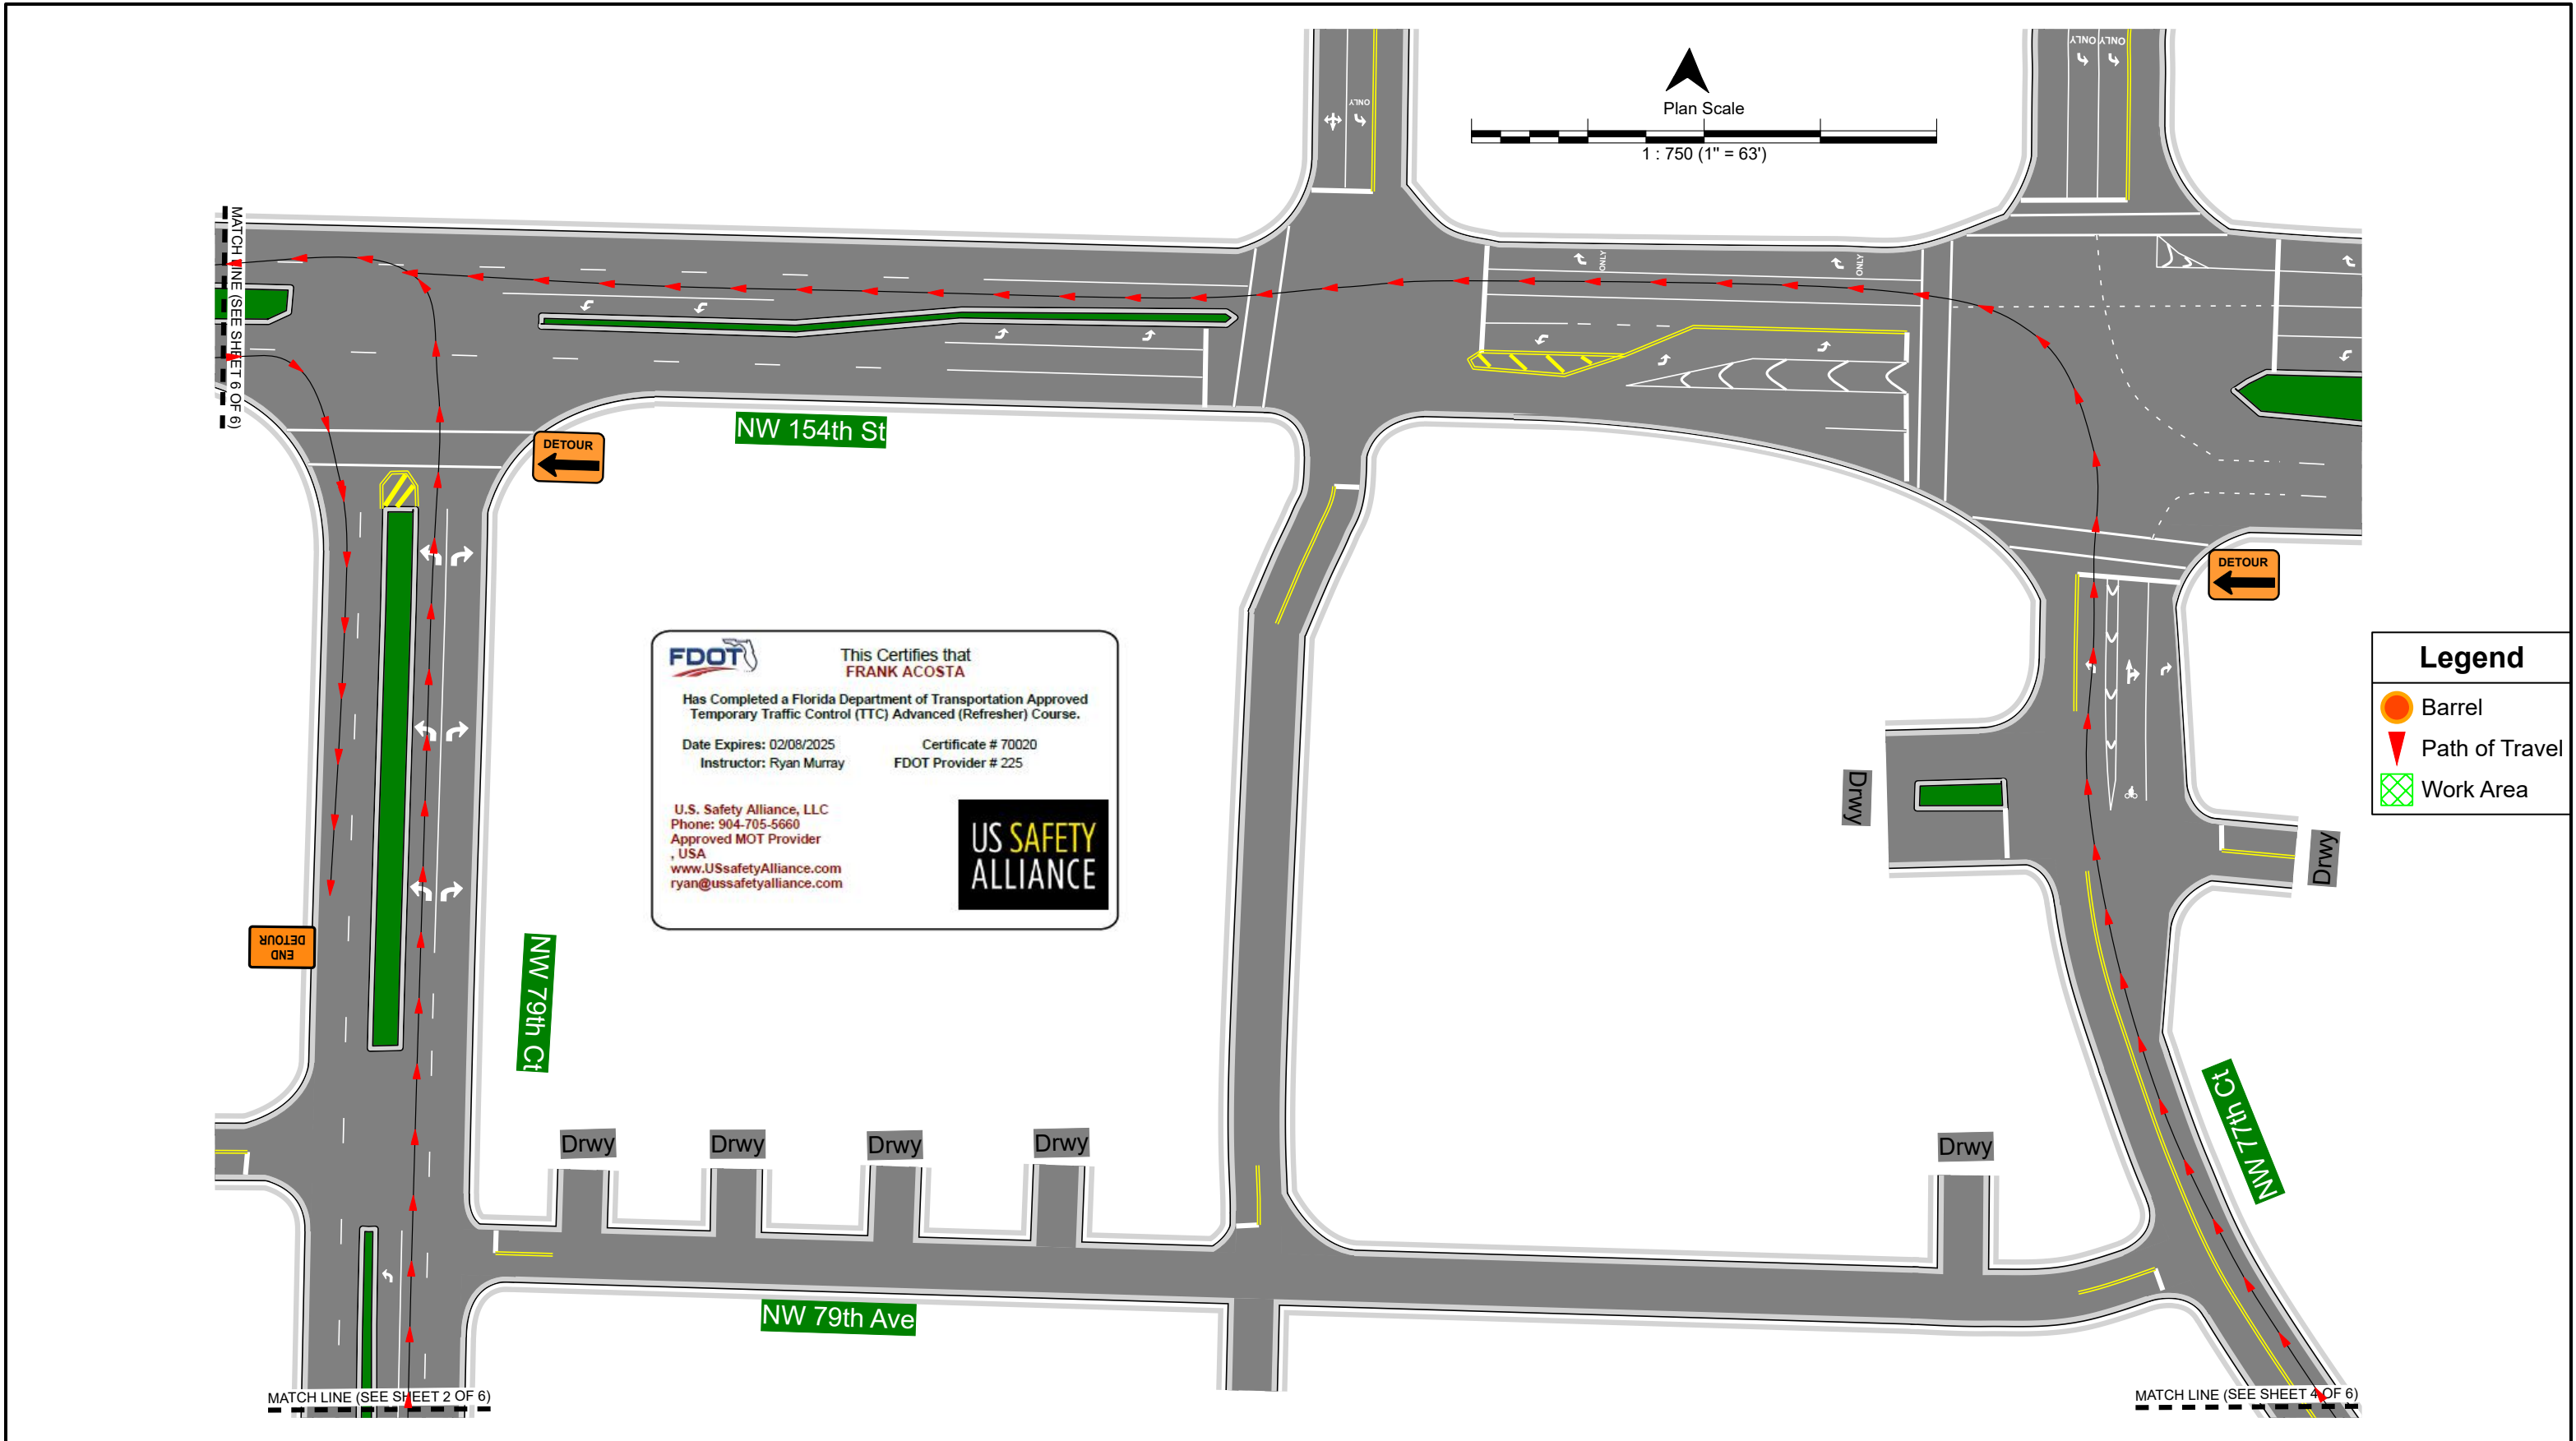 ONLY
ONLY
ONLY
Plan Scale
1 : 750 (1" = 63')
MATCH LINE (SEE SHEET 6 OF 6)
ONLY
ONLY
NW 154th St
DETOUR
DETOUR
FDOT
This Certifies that
FRANK ACOSTA
Has Completed a Florida Department of Transportation Approved
Temporary Traffic Control (TTC) Advanced (Refresher) Course.
Date Expires: 02/08/2025
Certificate # 70020
Instructor: Ryan Murray
FDOT Provider # 225
U.S. Safety Alliance, LLC
Phone: 904-705-5660
Approved MOT Provider
, USA
www.USsafetyAlliance.com
ryan@ussafetyalliance.com
US SAFETY
ALLIANCE
Legend
Barrel
Path of Travel
Work Area
Drwy
Drwy
END
DETOUR
NW 79th Ct
NW 77th Ct
Drwy
Drwy
Drwy
Drwy
Drwy
NW 79th Ave
MATCH LINE (SEE SHEET 2 OF 6)
MATCH LINE (SEE SHEET 4 OF 6)